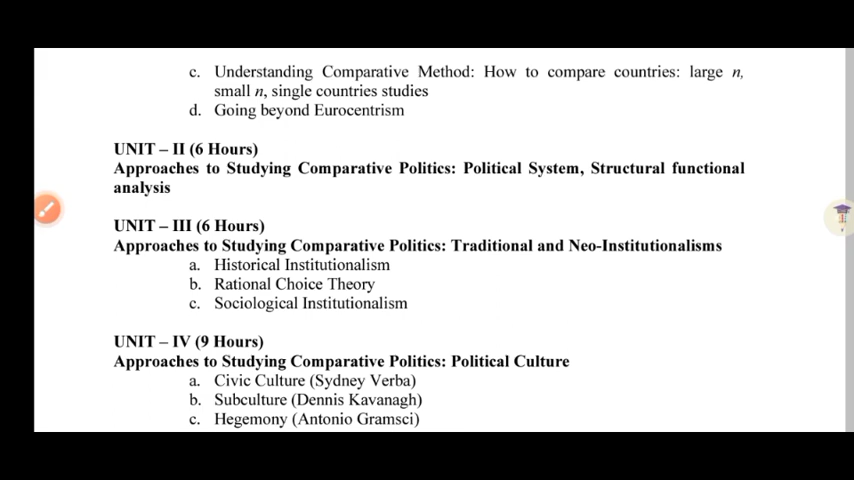 c. Understanding Comparative Method: How to compare countries: large n,
small n, single countries studies
d. Going beyond Eurocentrism
UNIT – II (6 Hours)
Approaches to Studying Comparative Politics: Political System, Structural functional
analysis
UNIT – III (6 Hours)
Approaches to Studying Comparative Politics: Traditional and Neo-Institutionalisms
a. Historical Institutionalism
b. Rational Choice Theory
c. Sociological Institutionalism
UNIT – IV (9 Hours)
Approaches to Studying Comparative Politics: Political Culture
a. Civic Culture (Sydney Verba)
b. Subculture (Dennis Kavanagh)
c. Hegemony (Antonio Gramsci)